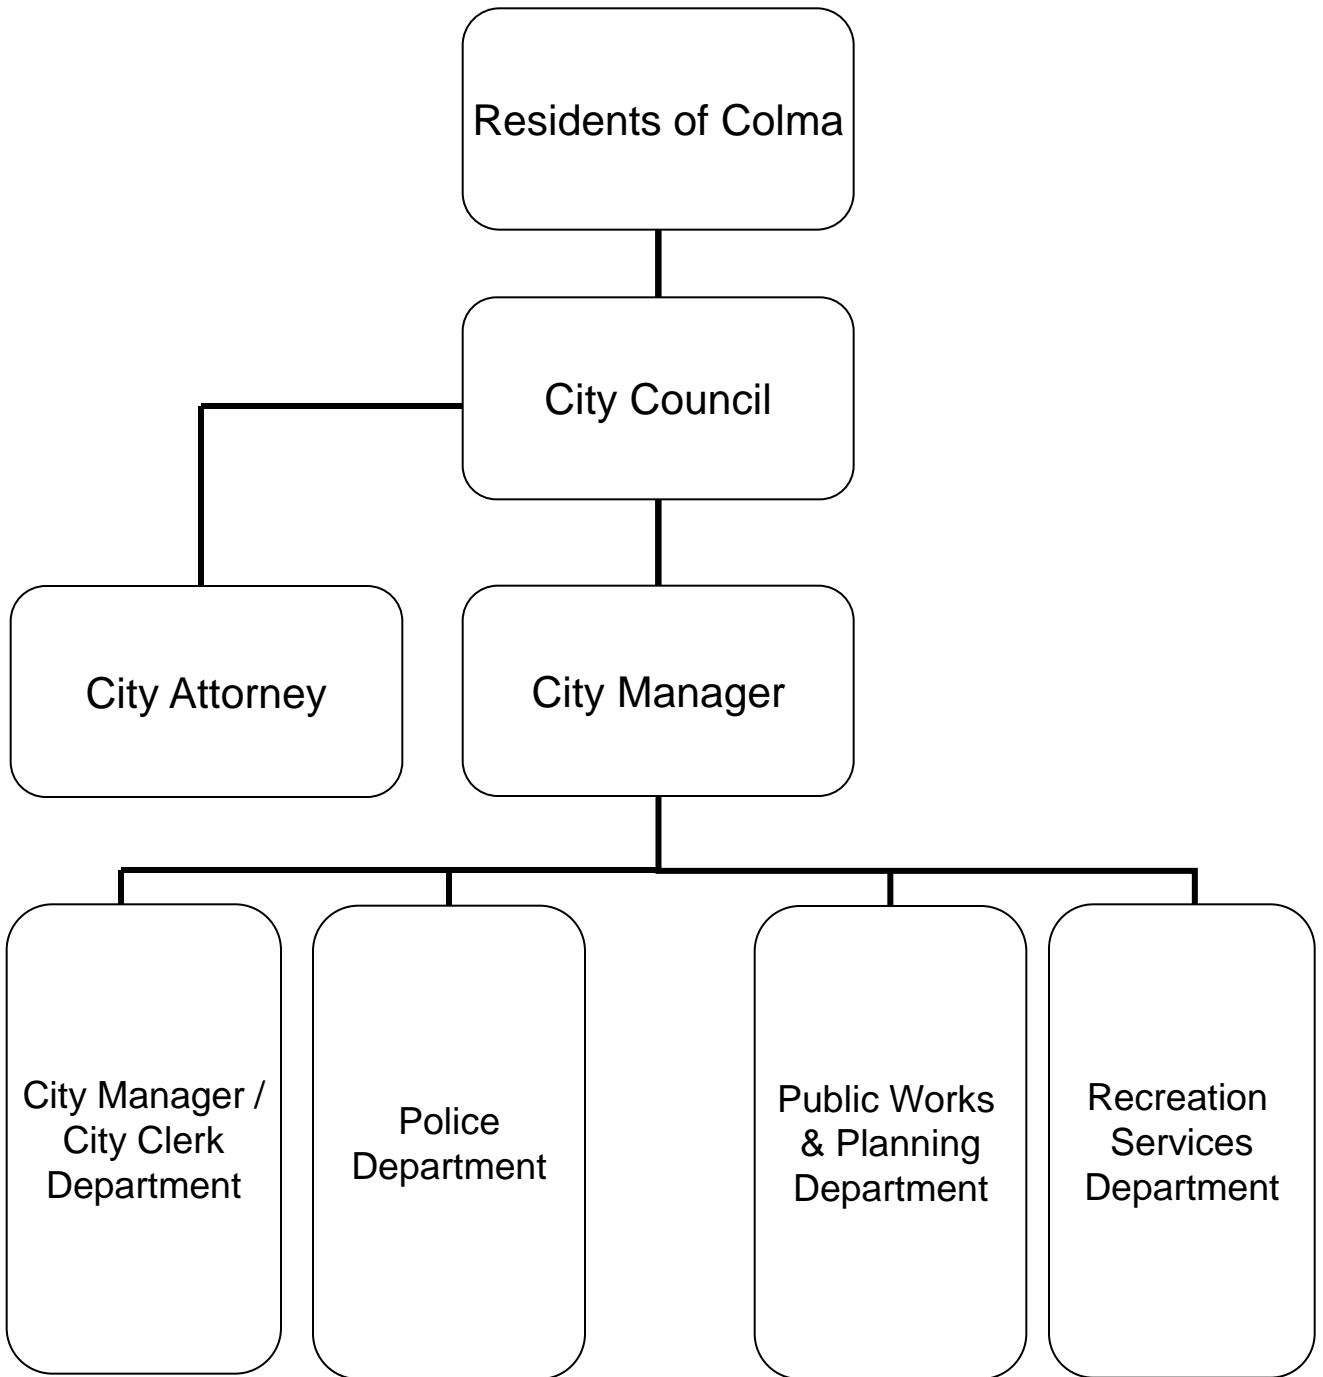 Residents of Colma
City Council
City Attorney
City Manager
City Manager /
City Clerk
Department
Police
Department
Public Works
& Planning
Department
Recreation
Services
Department